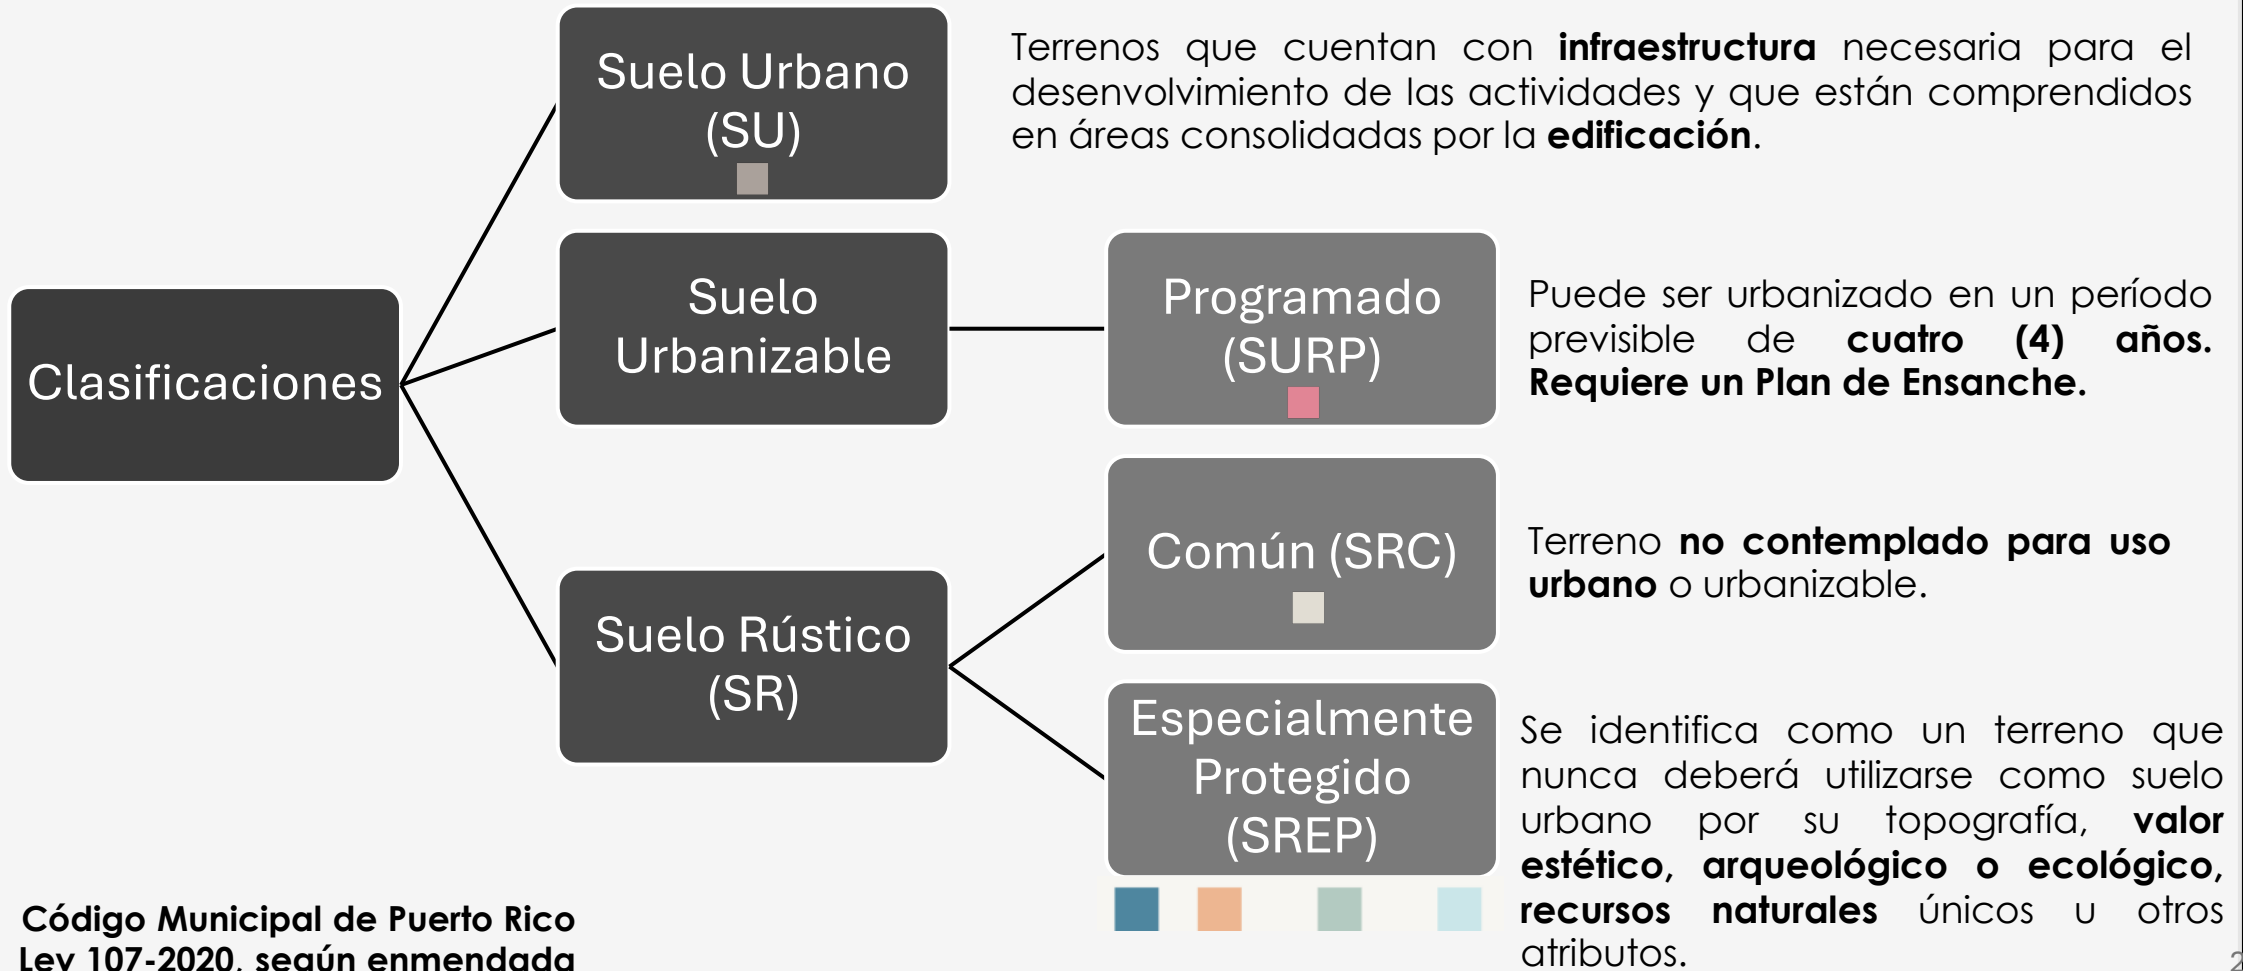 Suelo Urbano
(SU)
Terrenos que cuentan con infraestructura necesaria para el
desenvolvimiento de las actividades y que están comprendidos
en áreas consolidadas por la edificación.
Clasificaciones
Suelo
Urbanizable
Programado
(SURP)
Puede ser urbanizado en un período
previsible de cuatro (4) años.
Requiere un Plan de Ensanche.
Suelo Rústico
(SR)
Común (SRC)
Terreno no contemplado para uso
urbano o urbanizable.
Especialmente
Protegido
(SREP)
Se identifica como un terreno que
nunca deberá utilizarse como suelo
urbano por su topografía, valor
estético, arqueológico o ecológico,
recursos naturales únicos u otros
atributos.
Código Municipal de Puerto Rico
Ley 107-2020, según enmendada